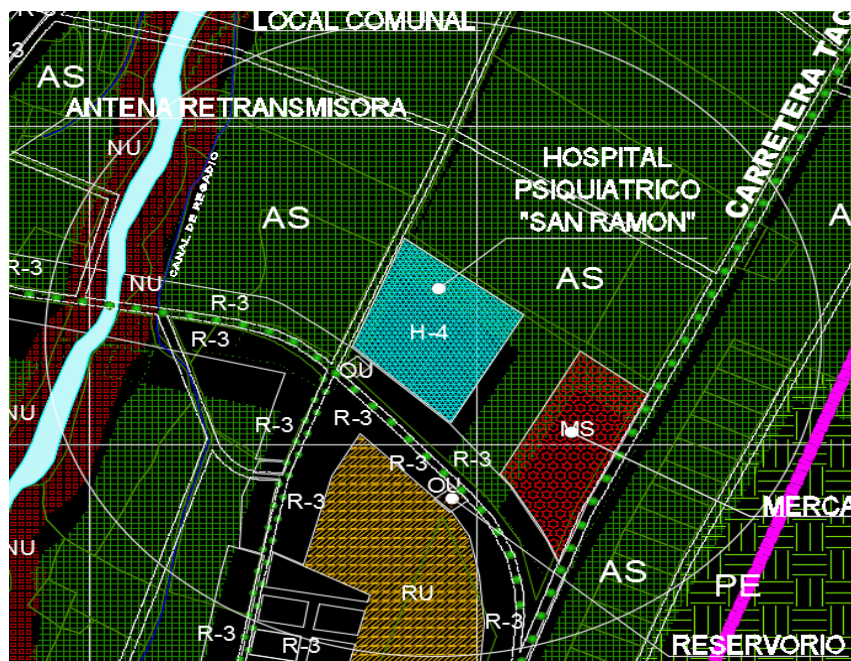 LOCAL COMUNAL
R-3
AS
ANTENA RETRANSMISORA
CARRETERA TAC
NU
HOSPITAL
PSIQUIATRICO
"SAN RAMON"
CANAL DE REGADIO
AS
A
R-3
NU
AS
R-3
R-3
H-4
OU
NU
R-3
R-3
MS
R-3
R-3
OU
R-3
MERCA
NU
AS
PE
RU
R-3
R-3
R-3
RESERVORIO